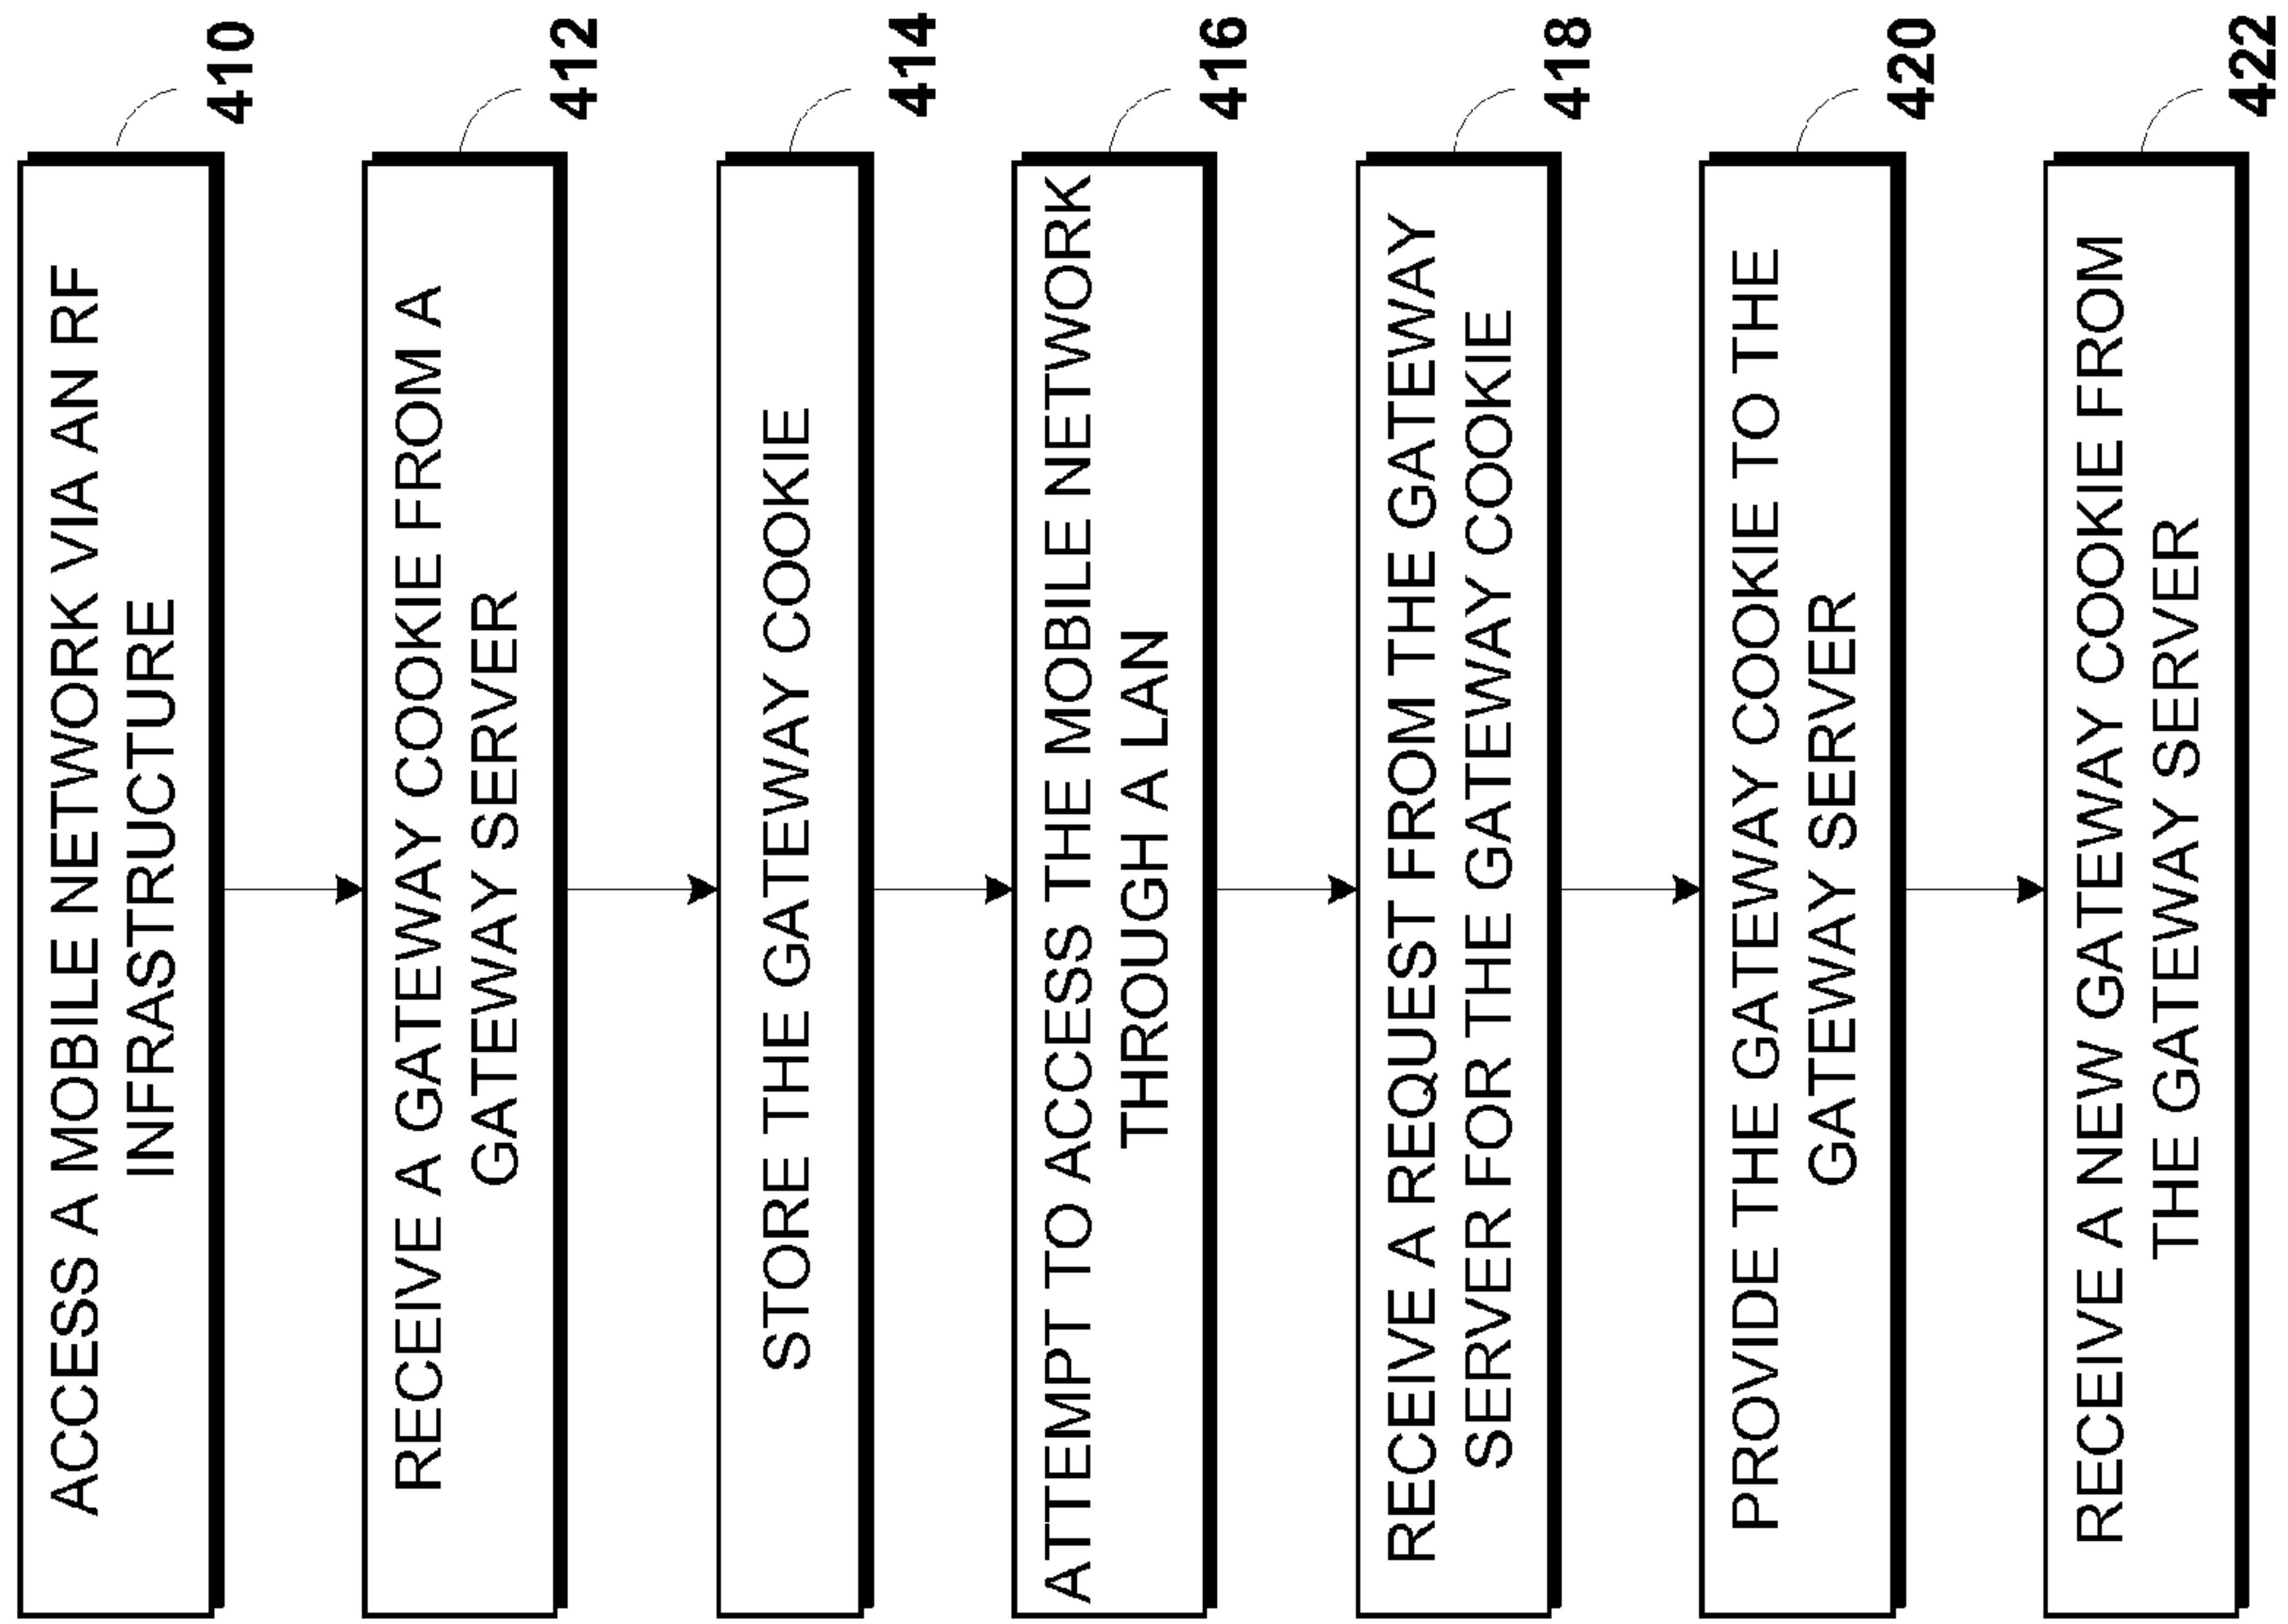 ACCESS A MOBILE NETWORK VIA AN RF
INFRASTRUCTURE
410
RECEIVE A GATEWAY COOKIE FROM A
GATEWAY SERVER
412
STORE THE GATEWAY COOKIE
414
ATTEMPT TO ACCESS THE MOBILE NETWORK
THROUGH A LAN
416
RECEIVE A REQUEST FROM THE GATEWAY
SERVER FOR THE GATEWAY COOKIE
418
PROVIDE THE GATEWAY COOKIE TO THE
GATEWAY SERVER
420
RECEIVE A NEW GATEWAY COOKIE FROM
THE GATEWAY SERVER
422